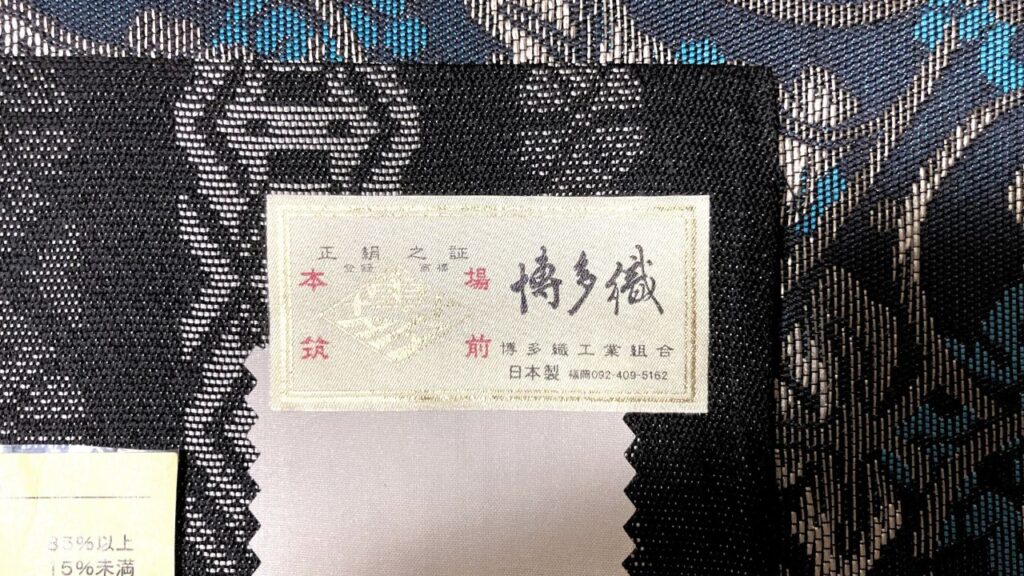 正絹之証
登録 商標
本場
筑前
博多織
博多織工業組合
日本製 福岡092-409-5162
83%以上
15%未満